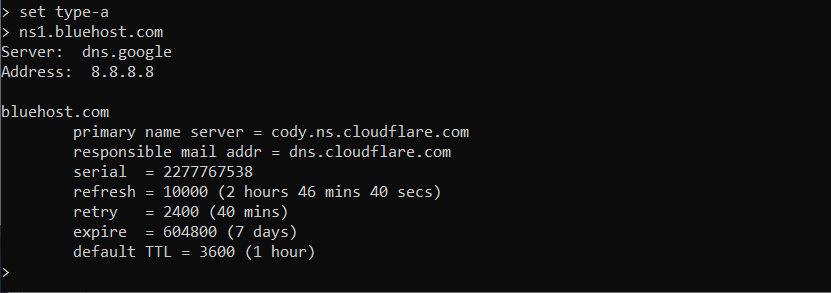 > set type-a
> ns1.bluehost.com
Server:  dns.google
Address:  8.8.8.8

bluehost.com
        primary name server = cody.ns.cloudflare.com
        responsible mail addr = dns.cloudflare.com
        serial  = 2277767538
        refresh = 10000 (2 hours 46 mins 40 secs)
        retry   = 2400 (40 mins)
        expire  = 604800 (7 days)
        default TTL = 3600 (1 hour)
>